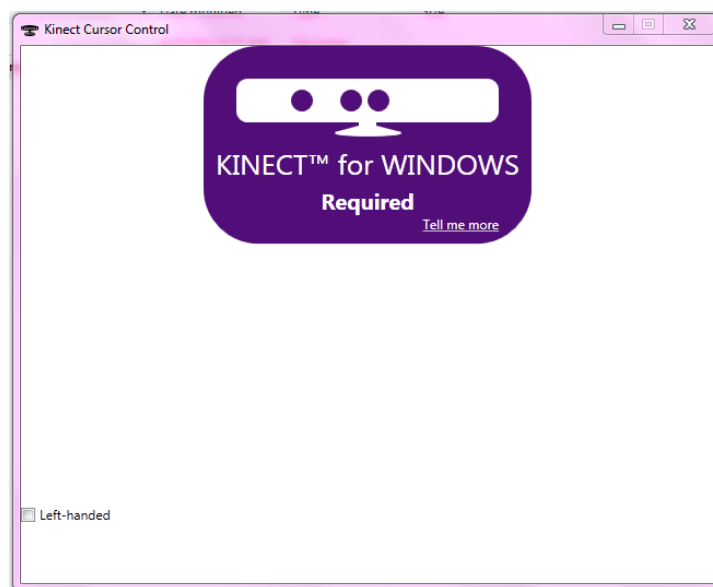 Kinect Cursor Control
KINECT™ for WINDOWS
Required
Tell me more
Left-handed